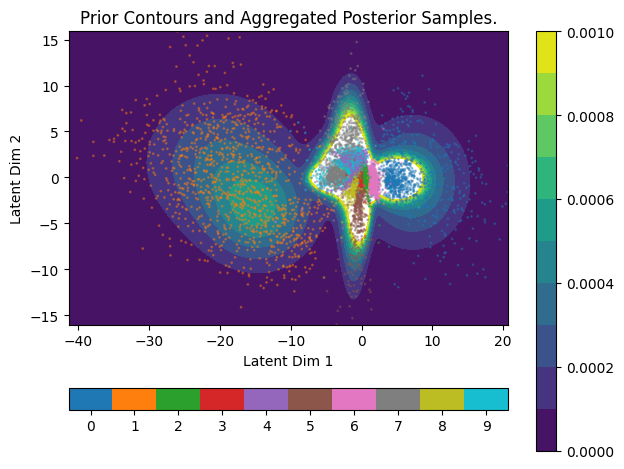 Prior Contours and Aggregated Posterior Samples.
15
10
5
0
−5
−10
−15
Latent Dim 2
−40 −30 −20 −10 0 10 20
Latent Dim 1
0 1 2 3 4 5 6 7 8 9
0.0010
0.0008
0.0006
0.0004
0.0002
0.0000